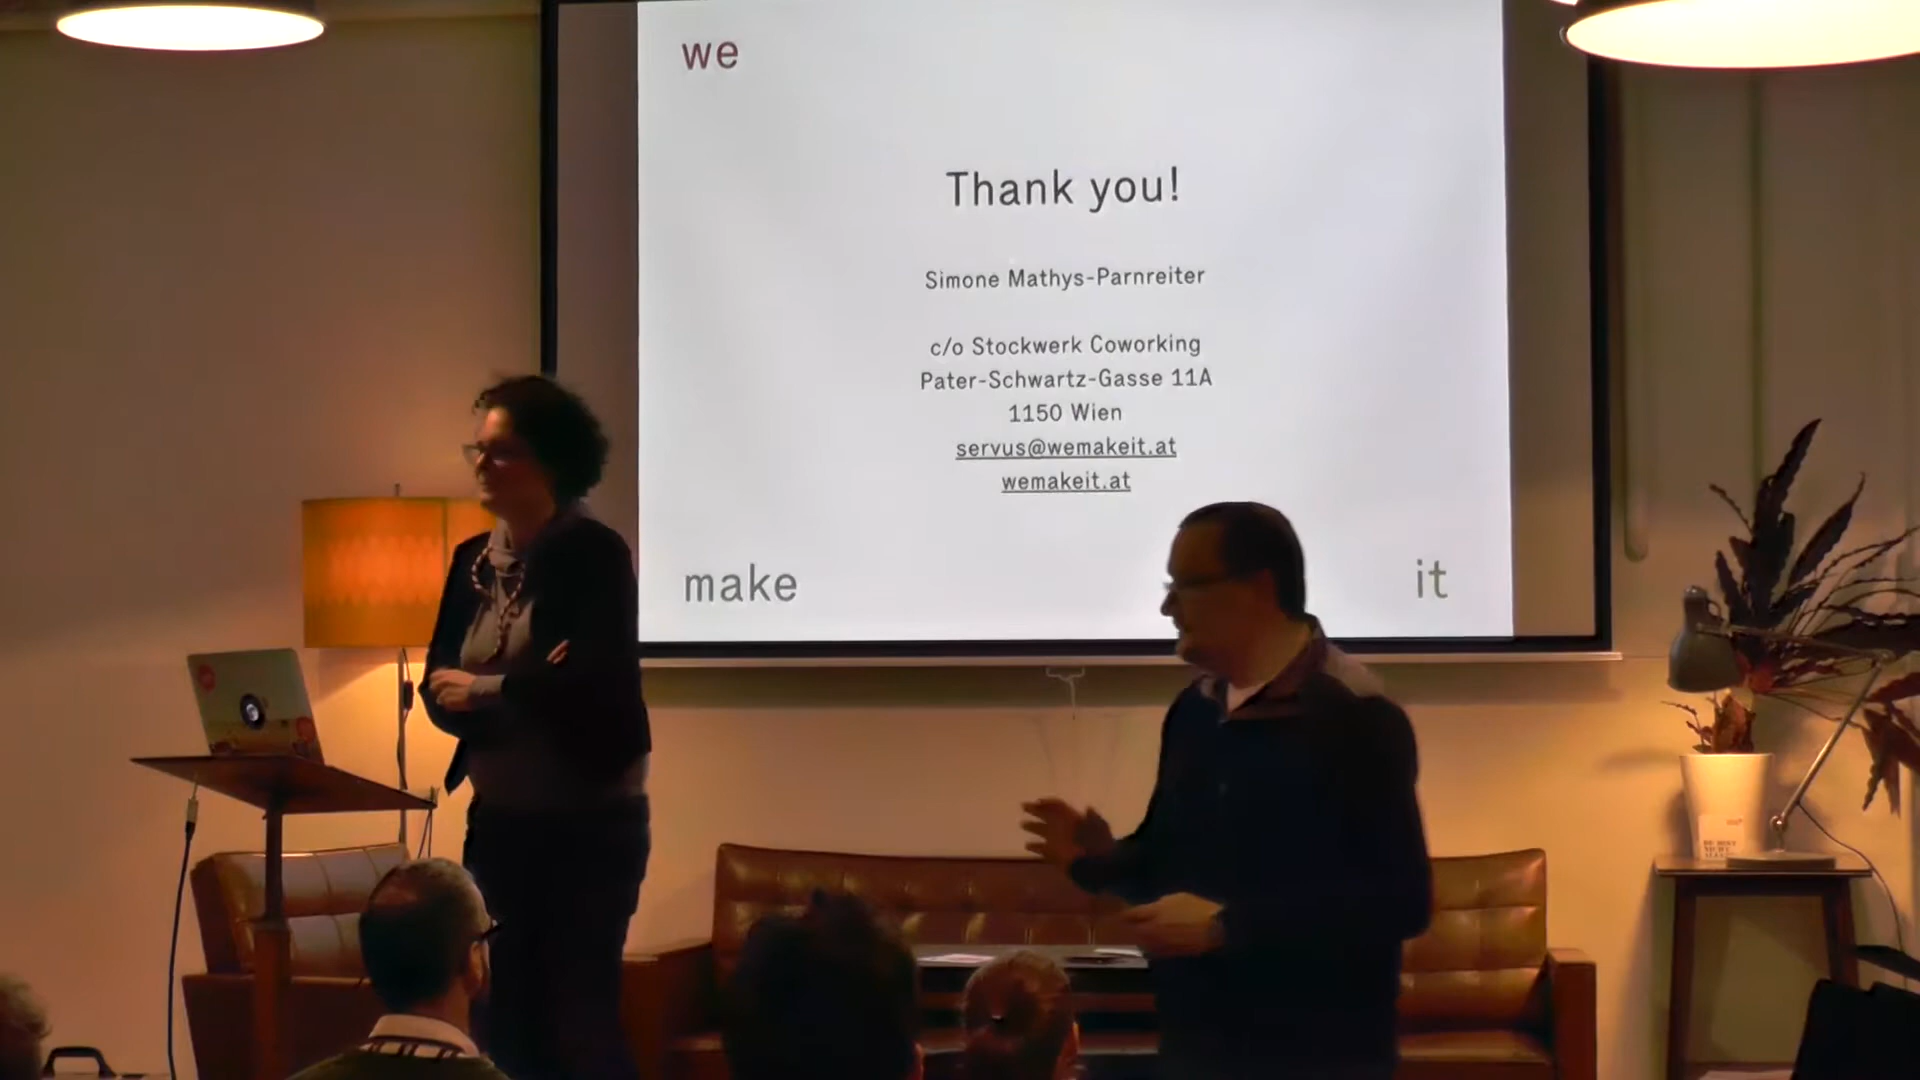 we
Thank you!
Simone Mathys-Parnreiter
c/o Stockwerk Coworking
Pater-Schwartz-Gasse 11A
1150 Wien
servus@wemakeit.at
wemakeit.at
make it